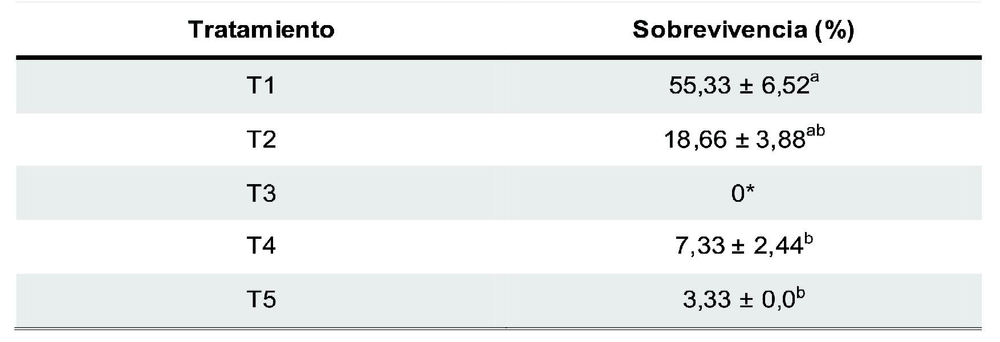 Tratamiento Sobrevivencia (%)
T1 55,33 ± 6,52ᵃ
T2 18,66 ± 3,88ᵃᵇ
T3 0*
T4 7,33 ± 2,44ᵇ
T5 3,33 ± 0,0ᵇ